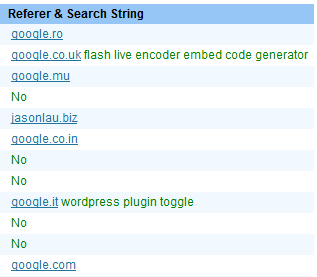 Referer & Search String
google.ro
google.co.uk flash live encoder embed code generator
google.mu
No
jasonlau.biz
google.co.in
No
No
google.it wordpress plugin toggle
No
No
google.com